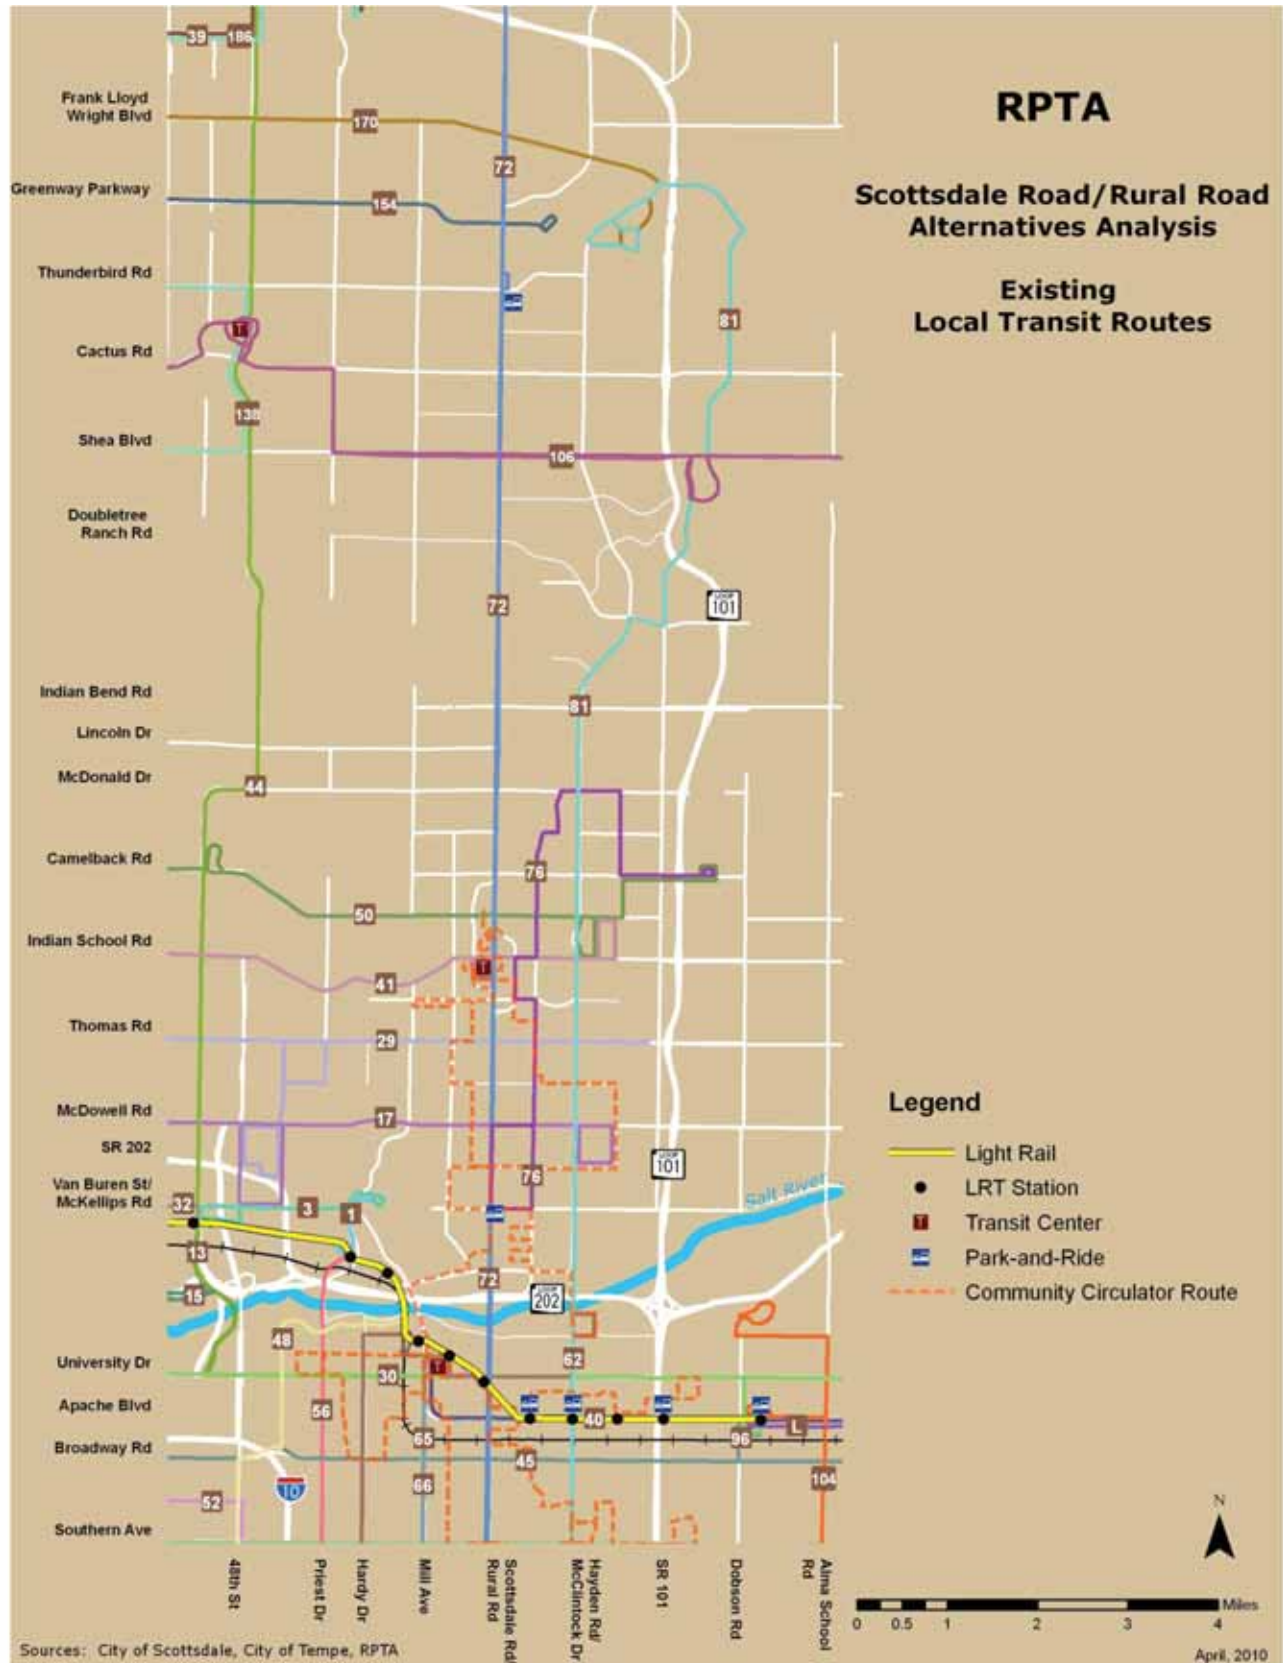 RPTA
Scottsdale Road/Rural Road
Alternatives Analysis
Existing
Local Transit Routes
39
186
Frank Lloyd
Wright Blvd
170
72
Greenway Parkway
154
Thunderbird Rd
81
T
Cactus Rd
138
Shea Blvd
106
Doubletree
Ranch Rd
72
LOOP
101
Indian Bend Rd
81
Lincoln Dr
McDonald Dr
44
Camelback Rd
76
50
Indian School Rd
T
41
Thomas Rd
29
McDowell Rd
17
SR 202
101
Van Buren St/
McKellips Rd
76
Salt River
32
3
1
13
72
LOOP
202
15
48
University Dr
T
62
30
Apache Blvd
56
40
L
Broadway Rd
65
96
45
66
104
10
52
Southern Ave
48th St
Priest Dr
Hardy Dr
Mill Ave
Scottsdale Rd/
Rural Rd
Hayden Rd/
McClintock Dr
SR 101
Dobson Rd
Alma School
Rd
Legend
Light Rail
LRT Station
T
Transit Center
Park-and-Ride
Community Circulator Route
N
Miles
0 0.5 1 2 3 4
Sources: City of Scottsdale, City of Tempe, RPTA
April, 2010